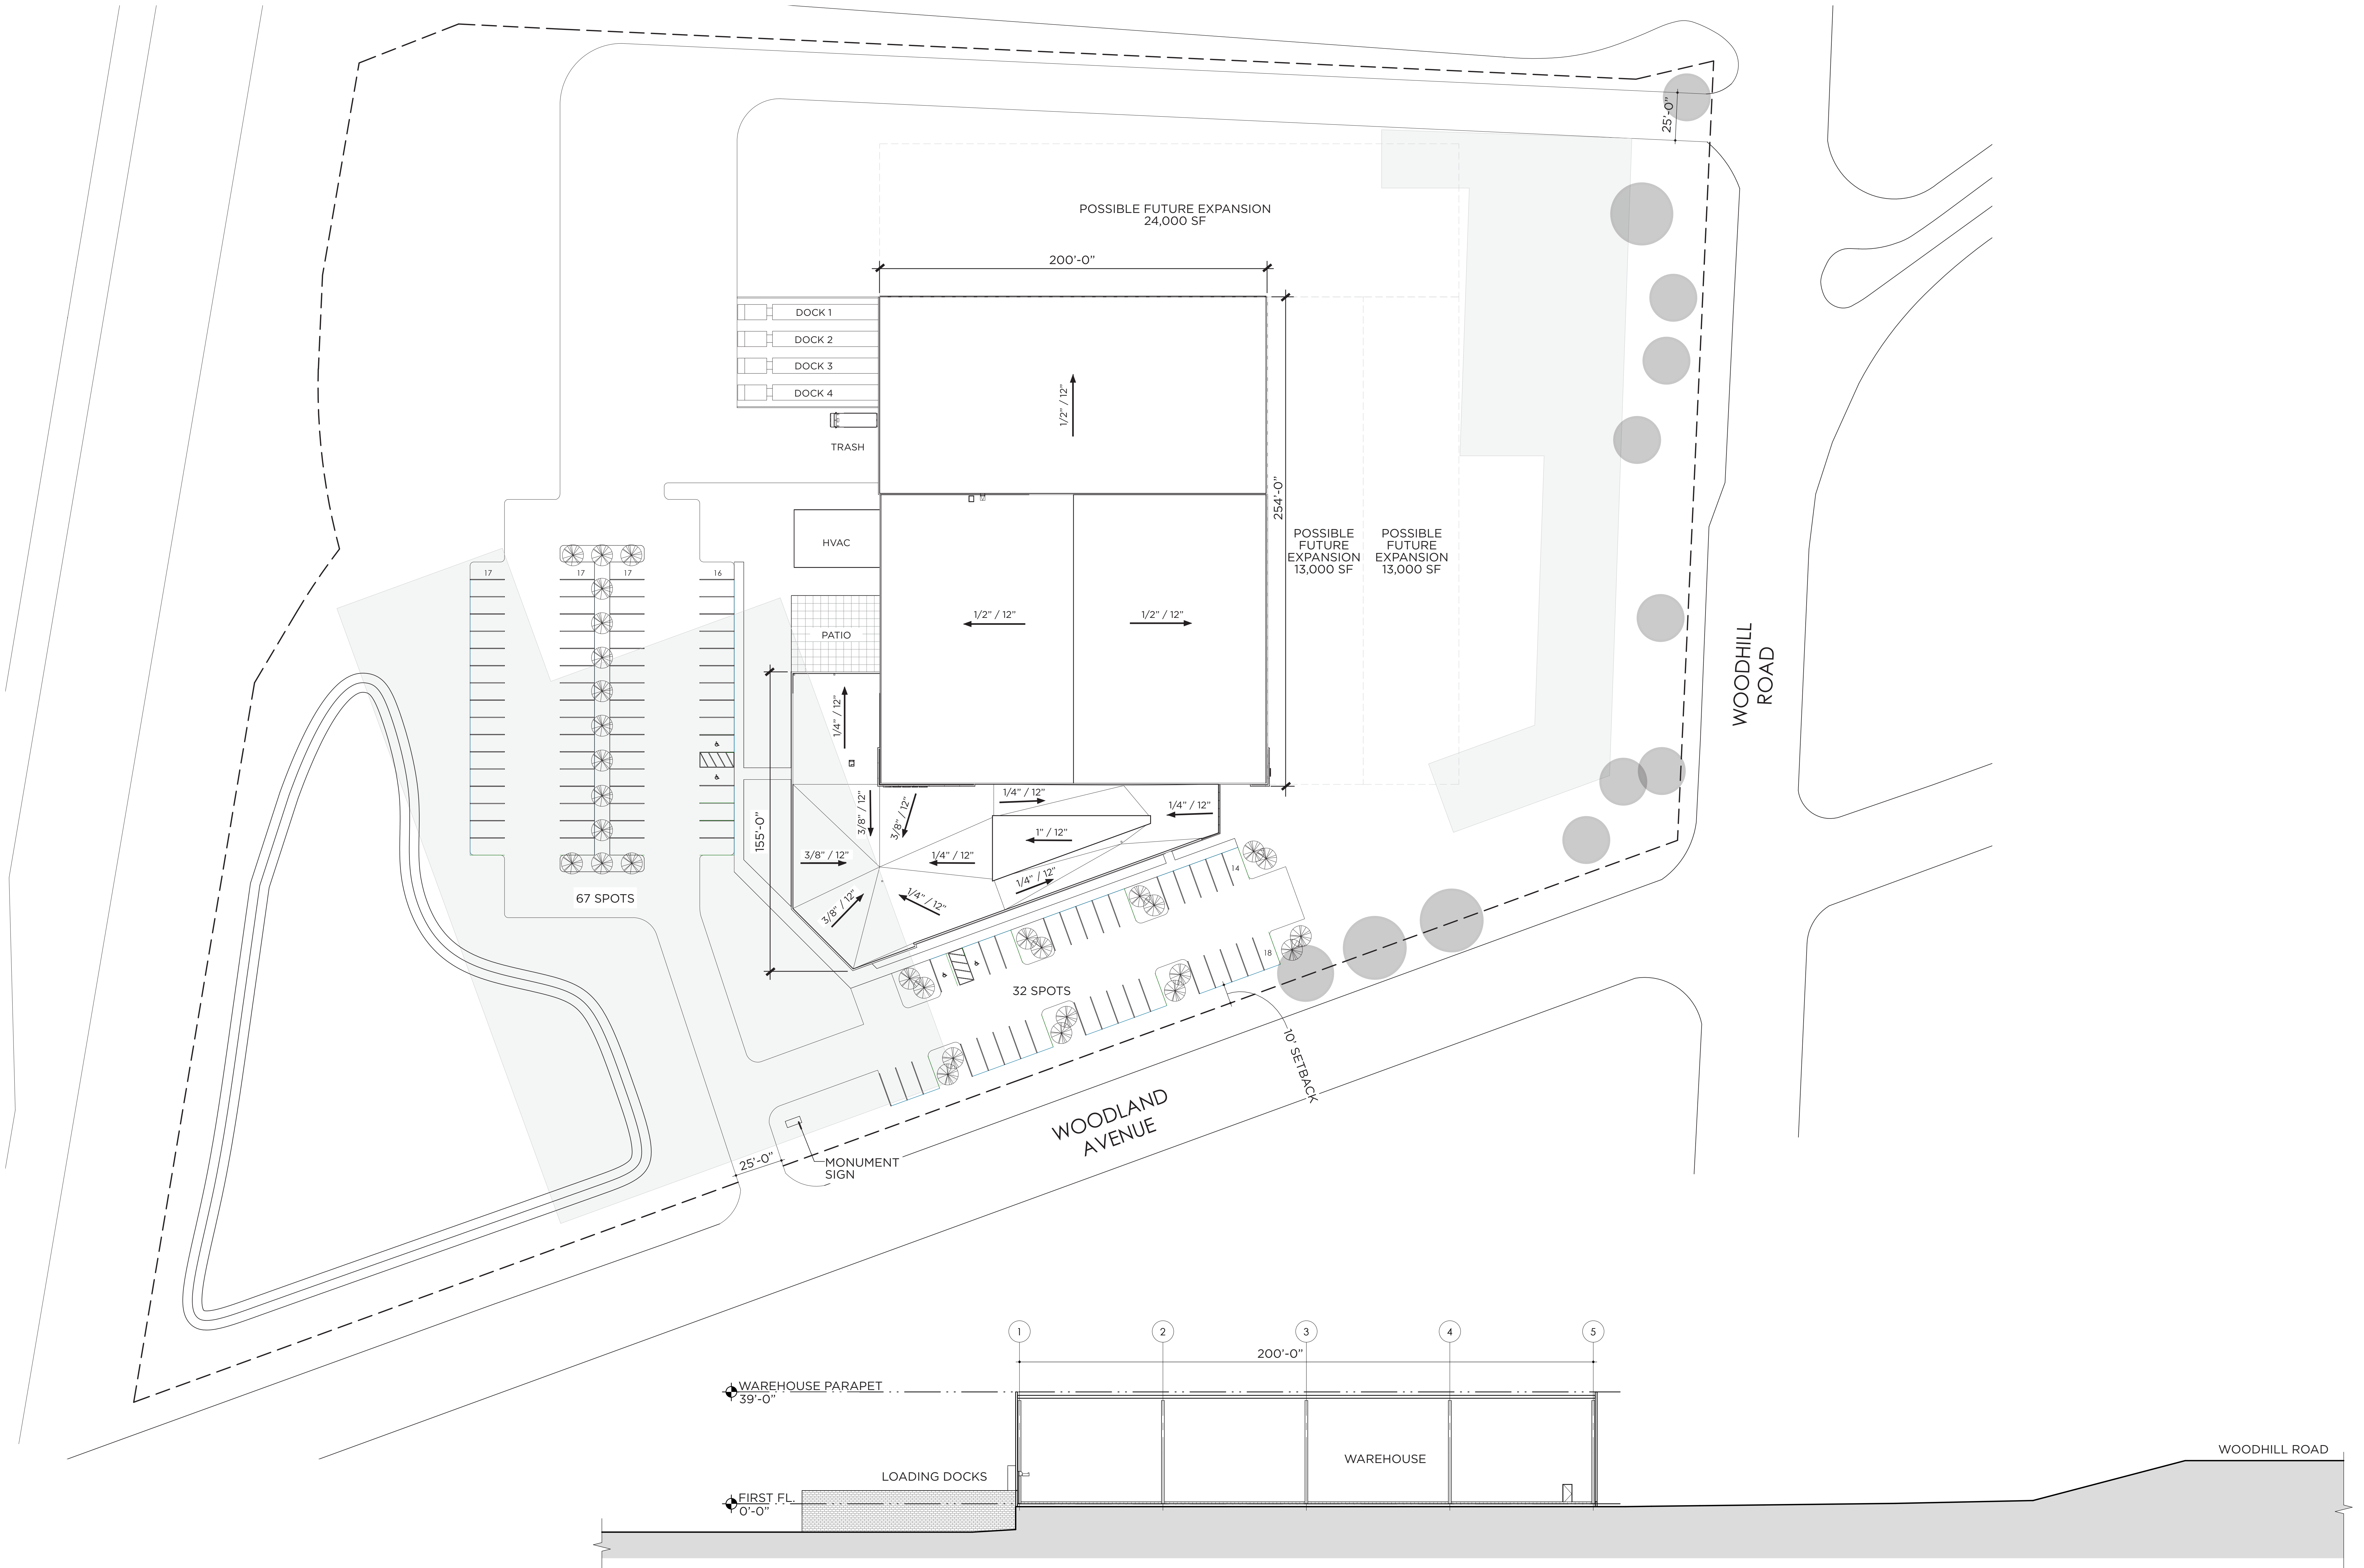 25'-0"
POSSIBLE FUTURE EXPANSION
24,000 SF
200'-0"
DOCK 1
DOCK 2
DOCK 3
DOCK 4
TRASH
1/2" / 12"
254'-0"
HVAC
POSSIBLE
FUTURE
EXPANSION
13,000 SF
POSSIBLE
FUTURE
EXPANSION
13,000 SF
17
17
17
16
PATIO
1/2" / 12"
1/2" / 12"
WOODHILL
ROAD
1/4" / 12"
155'-0"
3/8" / 12"
3/8" / 12"
1/4" / 12"
1/4" / 12"
1" / 12"
3/8" / 12"
1/4" / 12"
1/4" / 12"
3/8" / 12"
1/4" / 12"
14
67 SPOTS
18
32 SPOTS
10' SETBACK
WOODLAND
AVENUE
25'-0"
MONUMENT
SIGN
1
2
3
4
5
200'-0"
WAREHOUSE PARAPET
39'-0"
WAREHOUSE
WOODHILL ROAD
LOADING DOCKS
FIRST FL.
0'-0"